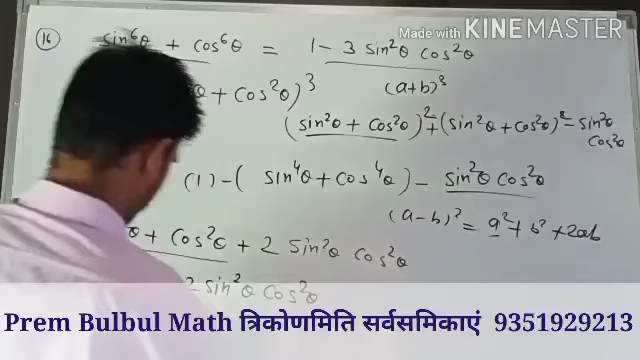 Made with KINEMASTER
(16) sin⁶θ + cos⁶θ = 1 - 3 sin²θ cos²θ
θ + cos²θ)³ (a+b)³
(sin²θ + cos²θ)² + (sin²θ + cos²θ)² - sin²θ cos²θ
(1) - ( sin⁴θ + cos⁴θ ) - sin²θ cos²θ
(a-b)² = a² + b² + 2ab
θ + cos²θ + 2 sin²θ cos²θ
2 sin²θ cos²θ
Prem Bulbul Math त्रिकोणमिति सर्वसमिकाएं 9351929213